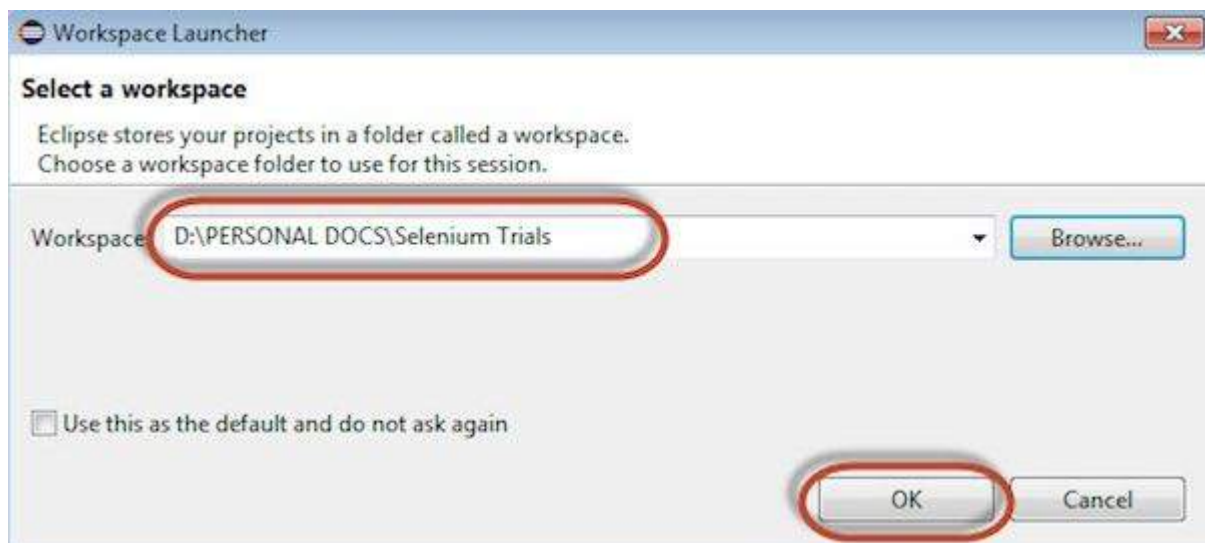 Workspace Launcher
Select a workspace
Eclipse stores your projects in a folder called a workspace.
Choose a workspace folder to use for this session.
Workspace D:\PERSONAL DOCS\Selenium Trials Browse...
Use this as the default and do not ask again
OK Cancel